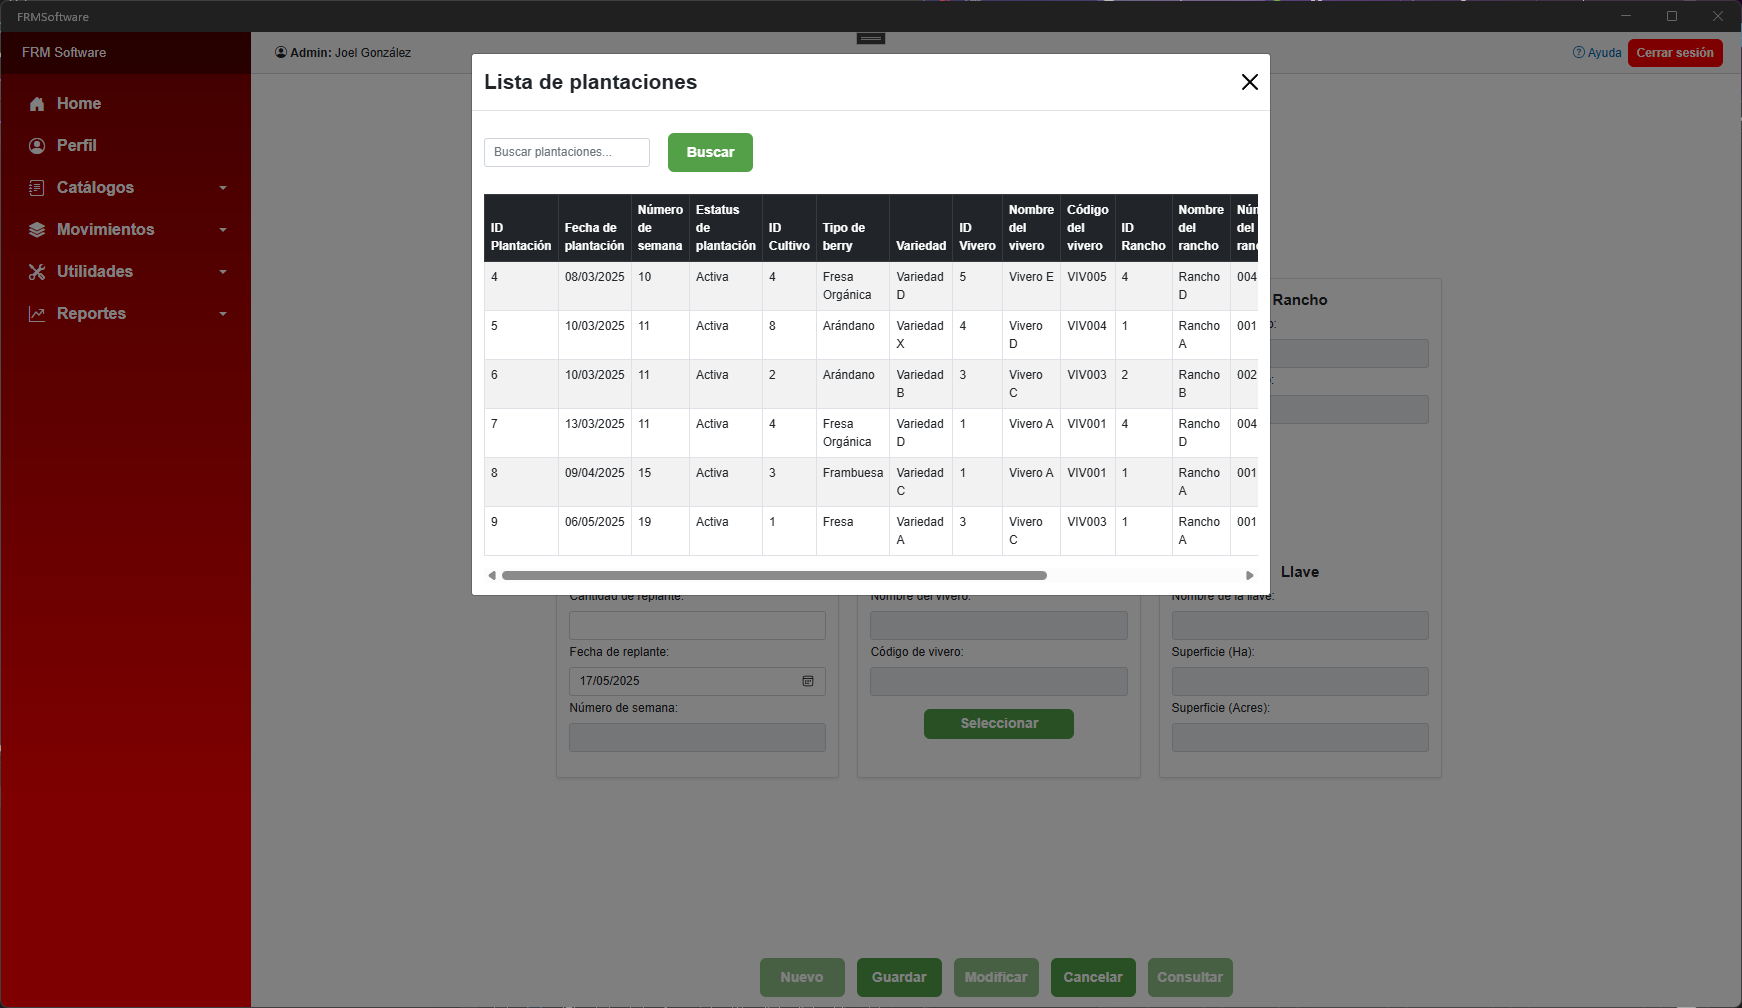 FRMSoftware
FRM Software
Admin: Joel González
Ayuda
Cerrar sesión
Home
Perfil
Catálogos
Movimientos
Utilidades
Reportes
Lista de plantaciones
Buscar plantaciones...
Buscar
ID Plantación Fecha de plantación Número de semana Estatus de plantación ID Cultivo Tipo de berry Variedad ID Vivero Nombre del vivero Código del vivero ID Rancho Nombre del rancho
4 08/03/2025 10 Activa 4 Fresa Orgánica Variedad D 5 Vivero E VIV005 4 Rancho D 004
5 10/03/2025 11 Activa 8 Arándano Variedad X 4 Vivero D VIV004 1 Rancho A 001
6 10/03/2025 11 Activa 2 Arándano Variedad B 3 Vivero C VIV003 2 Rancho B 002
7 13/03/2025 11 Activa 4 Fresa Orgánica Variedad D 1 Vivero A VIV001 4 Rancho D 004
8 09/04/2025 15 Activa 3 Frambuesa Variedad C 1 Vivero A VIV001 1 Rancho A 001
9 06/05/2025 19 Activa 1 Fresa Variedad A 3 Vivero C VIV003 1 Rancho A 001
Rancho
Llave
Cantidad de replante:
Fecha de replante:
17/05/2025
Número de semana:
Nombre del vivero:
Código de vivero:
Seleccionar
Nombre de la llave:
Superficie (Ha):
Superficie (Acres):
Nuevo
Guardar
Modificar
Cancelar
Consultar